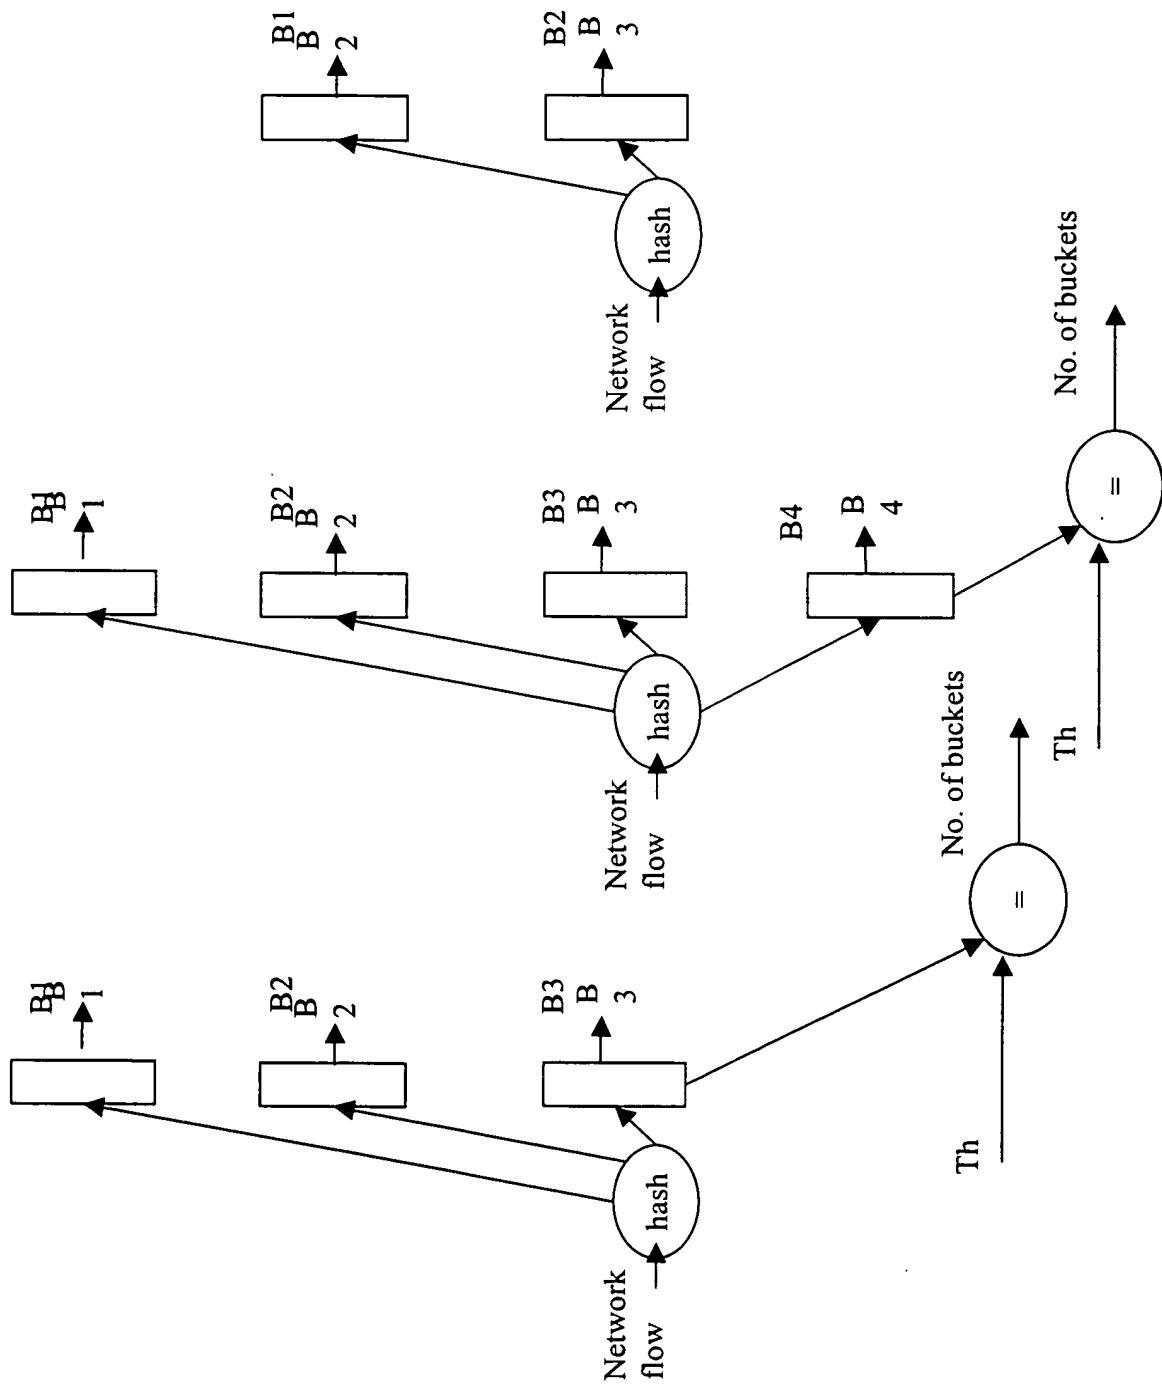 B1
B
1
B2
B
2
B3
B
3
Network
flow
hash
Th
=
No. of buckets
B1
B
1
B2
B
2
B3
B
3
B4
B
4
Network
flow
hash
Th
=
No. of buckets
B1
B
2
B2
B
3
Network
flow
hash